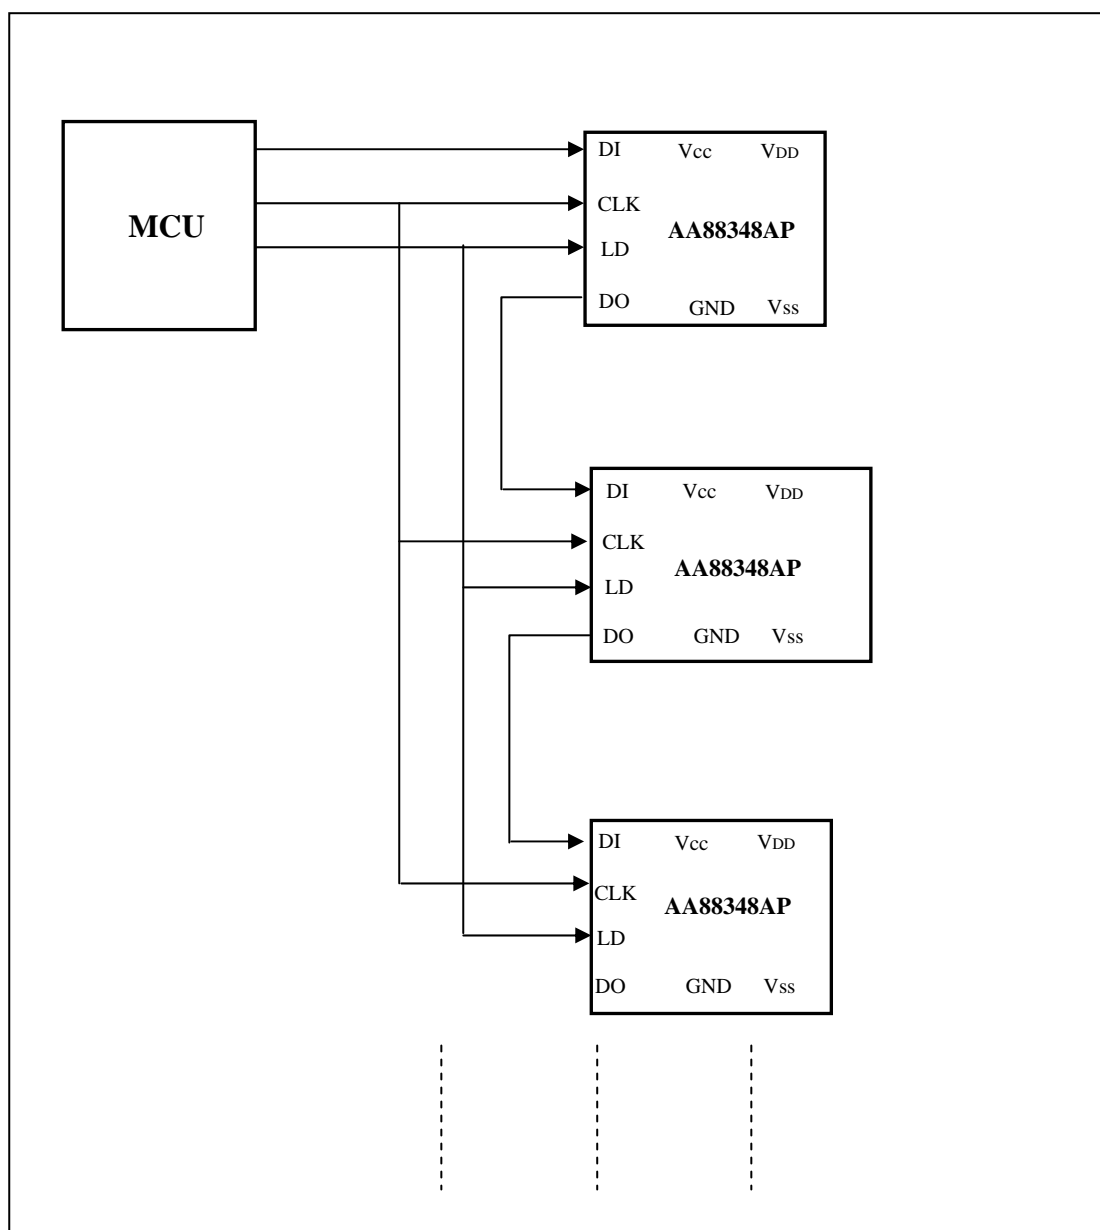 MCU
DI Vcc VDD
CLK
AA88348AP
LD
DO GND Vss
DI Vcc VDD
CLK
AA88348AP
LD
DO GND Vss
DI Vcc VDD
CLK
AA88348AP
LD
DO GND Vss